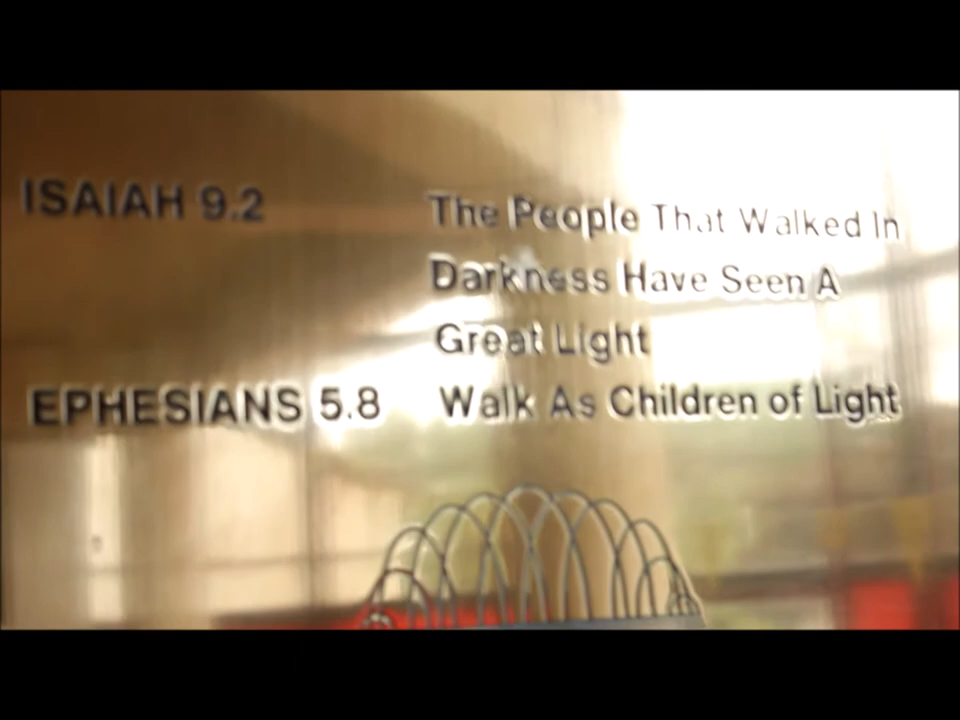 ISAIAH 9.2 The People That Walked In
Darkness Have Seen A
Great Light
EPHESIANS 5.8 Walk As Children of Light